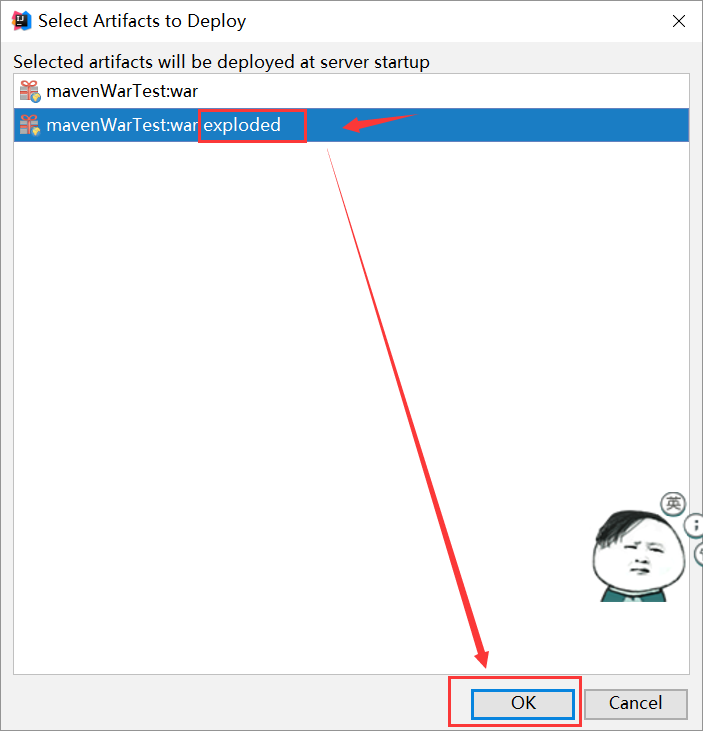 Select Artifacts to Deploy
Selected artifacts will be deployed at server startup
mavenWarTest:war
mavenWarTest:war exploded
英
;
OK
Cancel